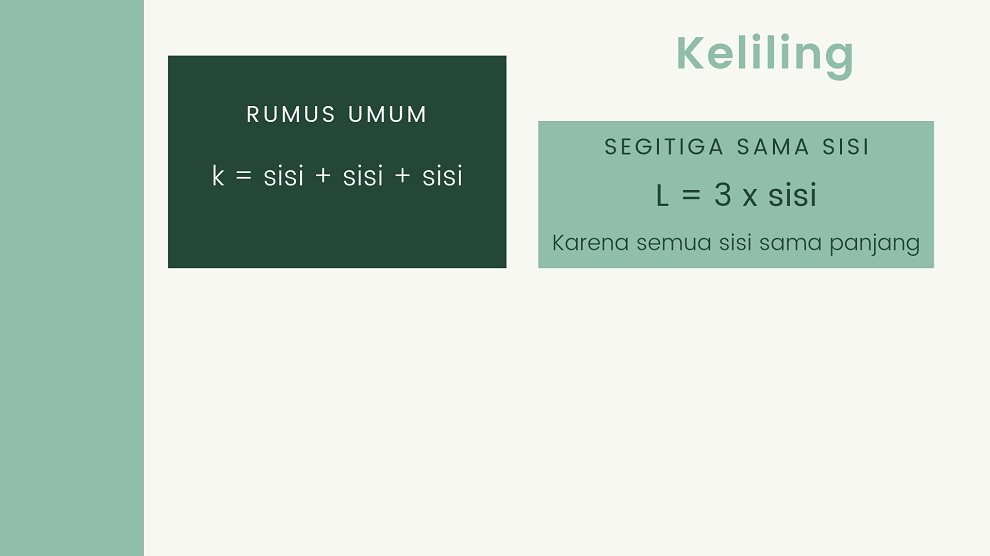 Keliling
RUMUS UMUM
k = sisi + sisi + sisi
SEGITIGA SAMA SISI
L = 3 x sisi
Karena semua sisi sama panjang